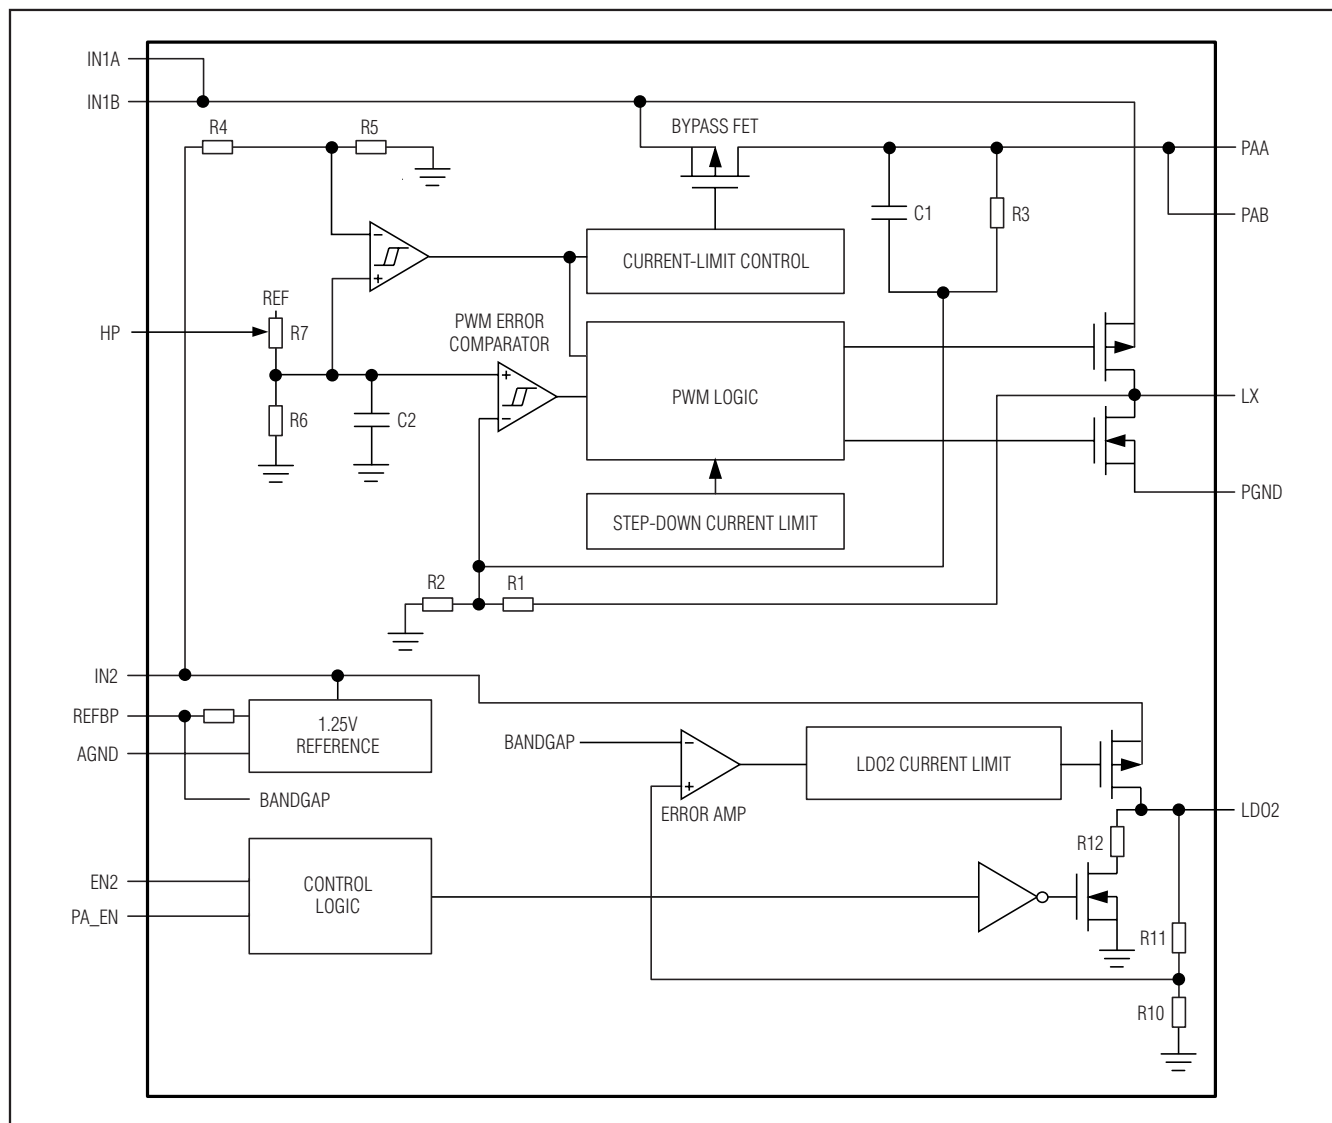 IN1A
IN1B
R4
R5
BYPASS FET
PAA
PAB
C1
R3
CURRENT-LIMIT CONTROL
REF
HP
R7
PWM ERROR
COMPARATOR
PWM LOGIC
LX
R6
C2
PGND
STEP-DOWN CURRENT LIMIT
R2
R1
IN2
REFBP
1.25V
REFERENCE
AGND
BANDGAP
BANDGAP
LDO2 CURRENT LIMIT
ERROR AMP
LDO2
R12
EN2
CONTROL
LOGIC
PA_EN
R11
R10